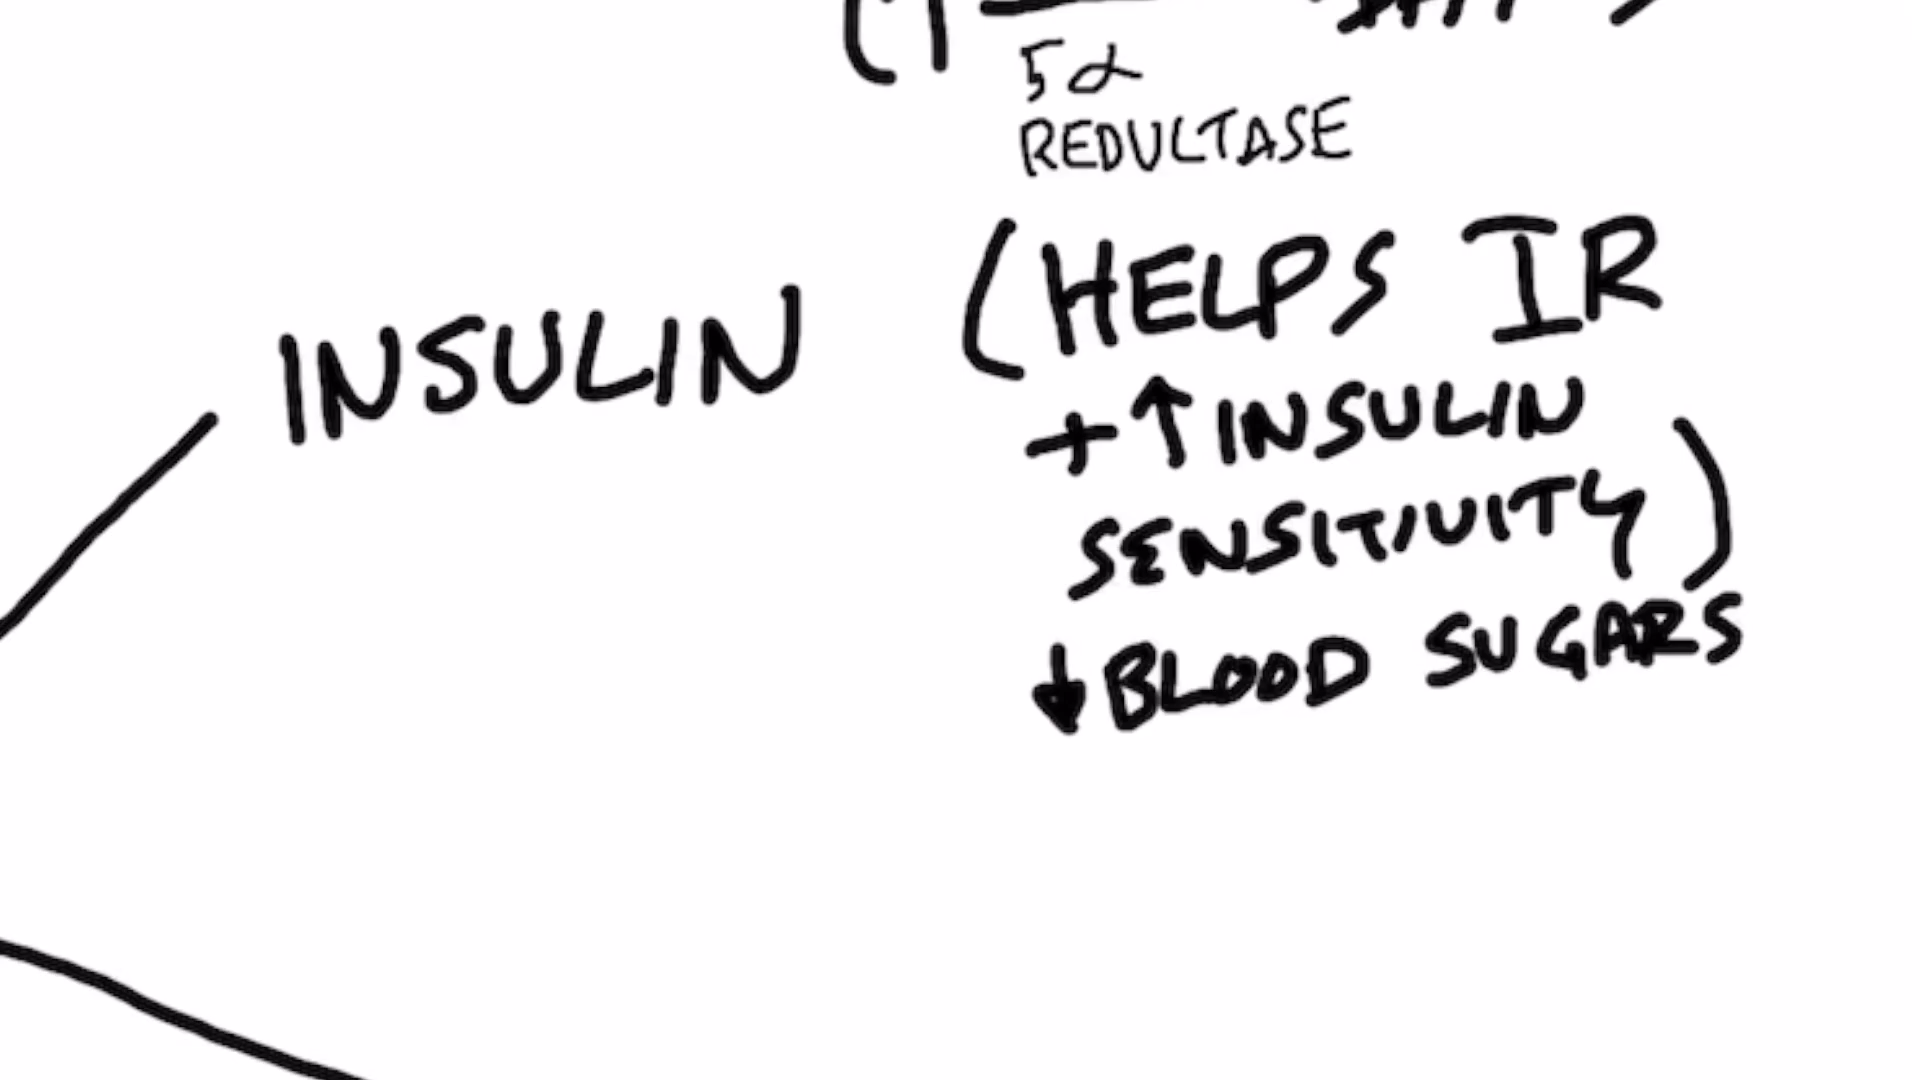 5α
REDULTASE
INSULIN (HELPS IR
+ ↑ INSULIN
SENSITIVITY)
↓ BLOOD SUGARS